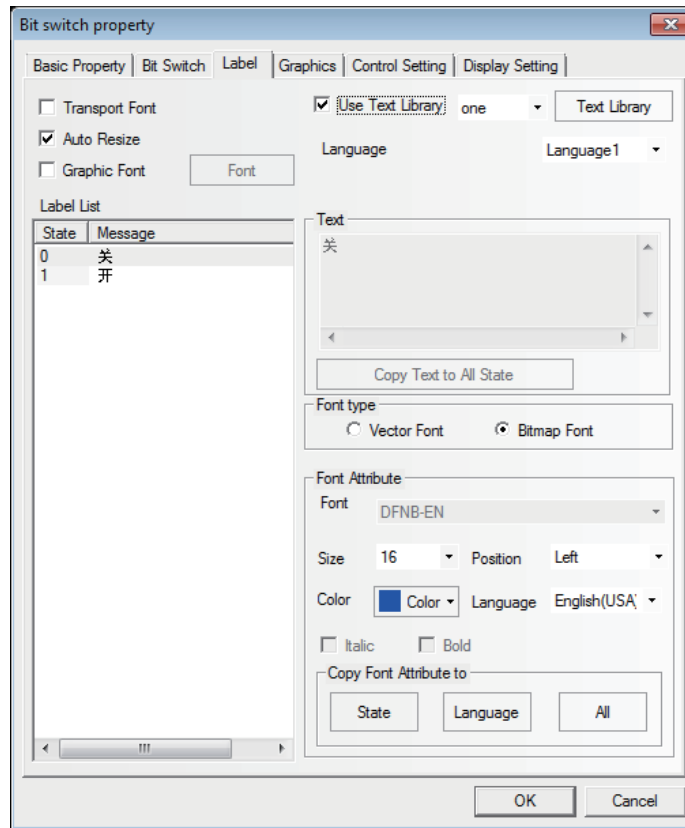 Bit switch property
Basic Property Bit Switch Label Graphics Control Setting Display Setting
Transport Font
Use Text Library one Text Library
Auto Resize
Language Language1
Graphic Font Font
Label List
State Message
0 关
1 开
Text
关
Copy Text to All State
Font type
Vector Font Bitmap Font
Font Attribute
Font DFNB-EN
Size 16 Position Left
Color Color Language English(USA)
Italic Bold
Copy Font Attribute to
State Language All
OK Cancel